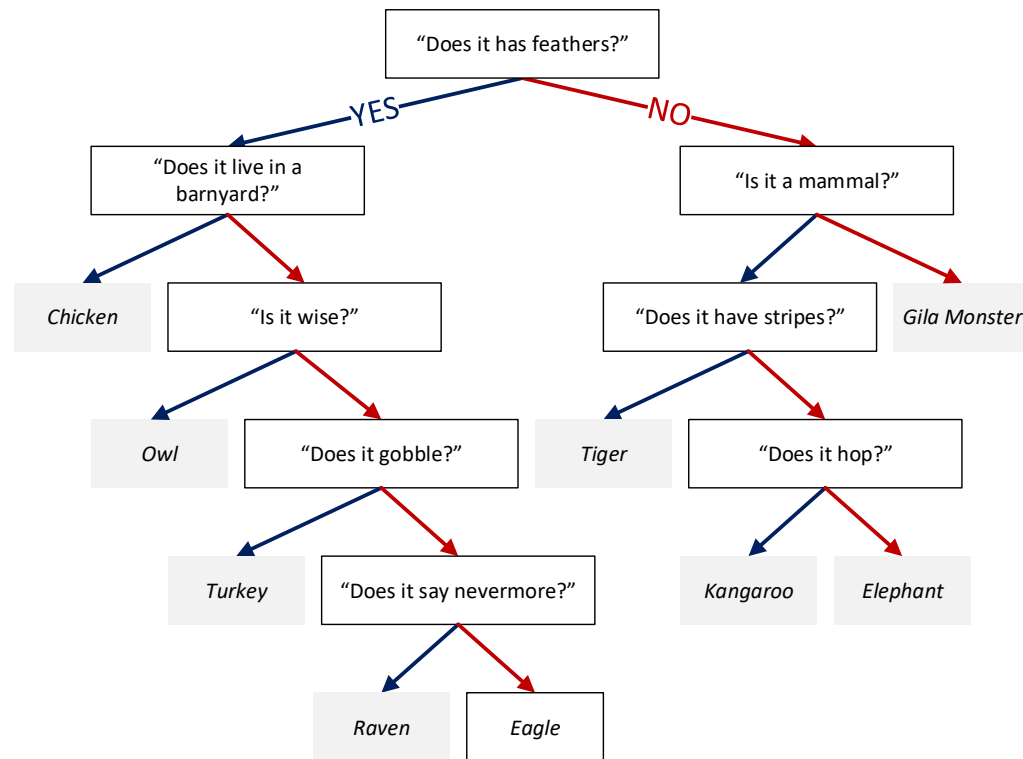 “Does it has feathers?”
YES
NO
“Does it live in a
barnyard?”
“Is it a mammal?”
Chicken
“Is it wise?”
“Does it have stripes?”
Gila Monster
Owl
“Does it gobble?”
Tiger
“Does it hop?”
Turkey
“Does it say nevermore?”
Kangaroo
Elephant
Raven
Eagle